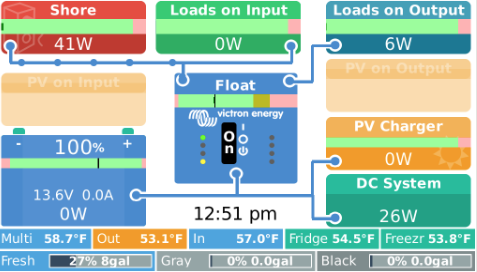 Shore
41W
Loads on Input
0W
Loads on Output
6W
PV on Input
PV on Output
Float
victron energy
On
I
II
- 100% +
13.6V 0.0A
0W
PV Charger
0W
DC System
26W
12:51 pm
Multi 58.7°F
Out 53.1°F
In 57.0°F
Fridge 54.5°F
Freezr 53.8°F
Fresh 27% 8gal
Gray 0% 0.0gal
Black 0% 0.0gal